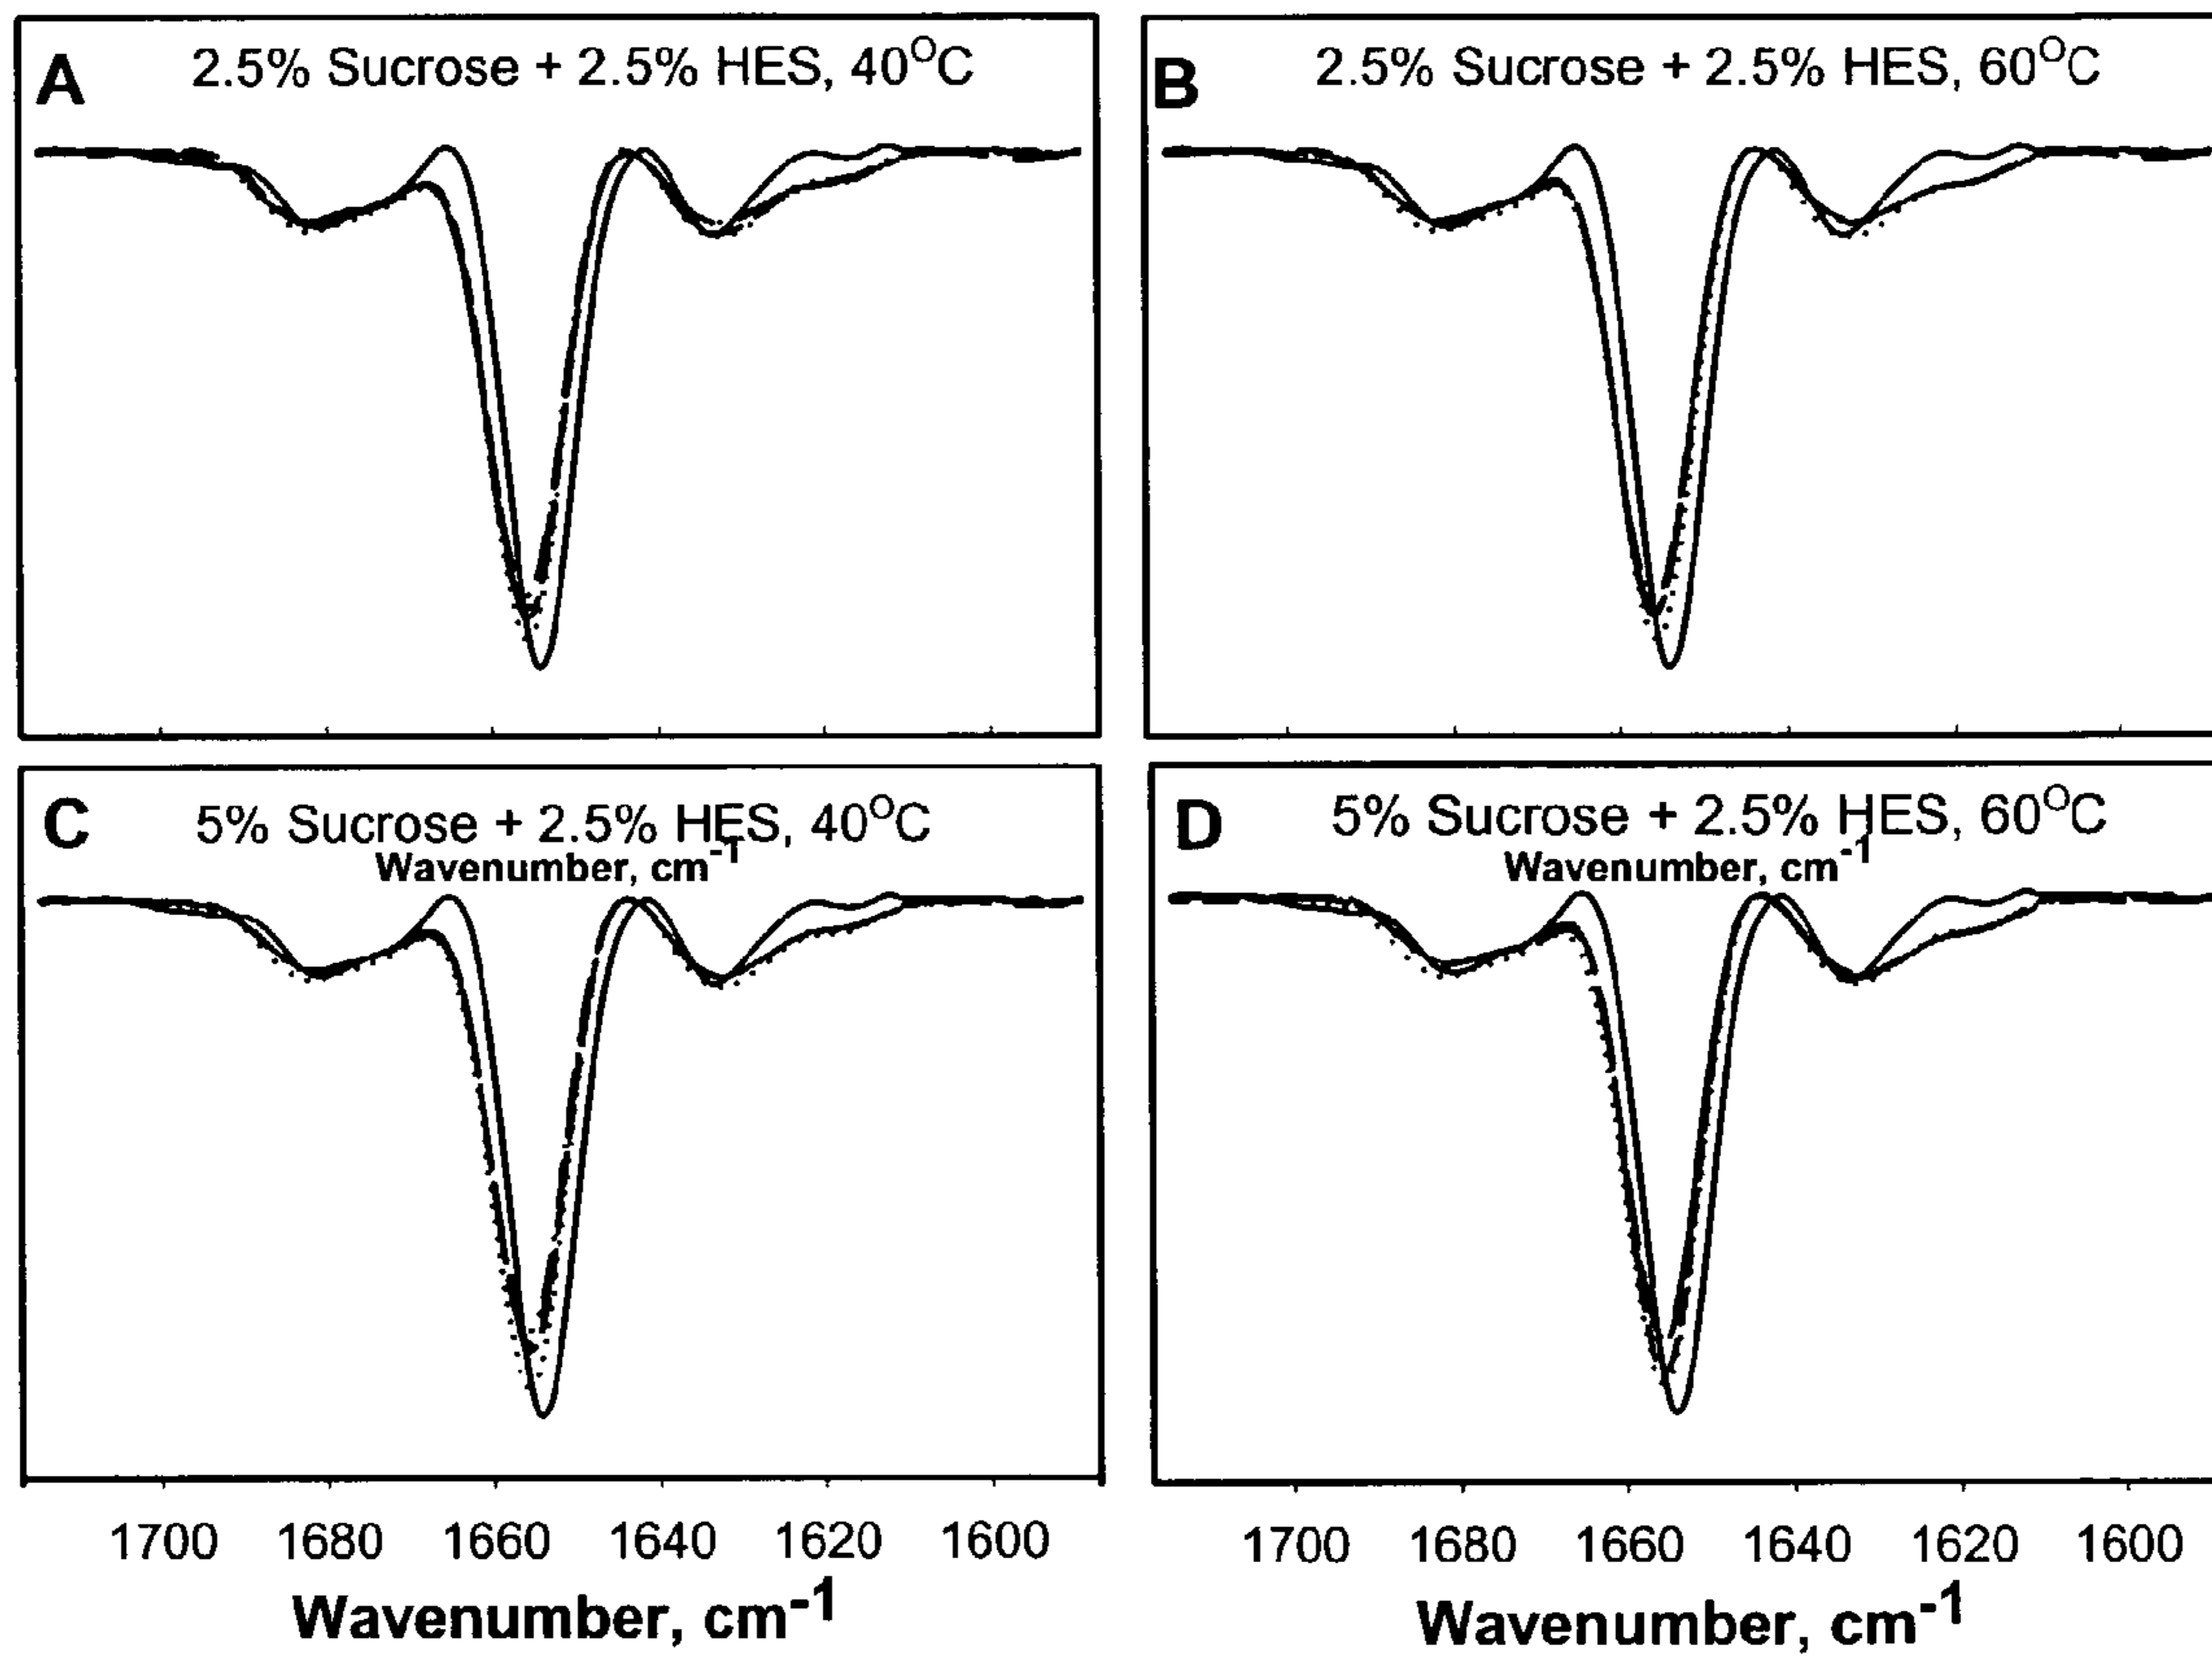 A 2.5% Sucrose + 2.5% HES, 40°C
B 2.5% Sucrose + 2.5% HES, 60°C
C 5% Sucrose + 2.5% HES, 40°C
Wavenumber, cm⁻¹
D 5% Sucrose + 2.5% HES, 60°C
Wavenumber, cm⁻¹
1700 1680 1660 1640 1620 1600
Wavenumber, cm⁻¹
1700 1680 1660 1640 1620 1600
Wavenumber, cm⁻¹